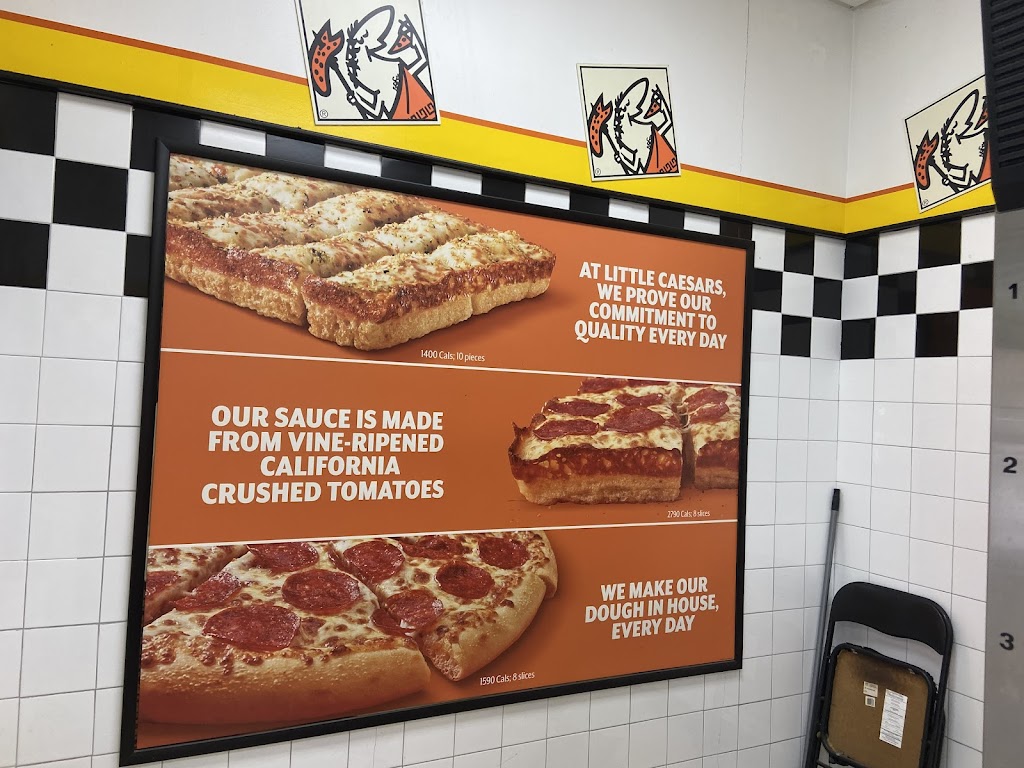 AT LITTLE CAESARS,
WE PROVE OUR
COMMITMENT TO
QUALITY EVERY DAY
1400 Cals; 10 pieces
OUR SAUCE IS MADE
FROM VINE-RIPENED
CALIFORNIA
CRUSHED TOMATOES
2790 Cals; 8 slices
WE MAKE OUR
DOUGH IN HOUSE,
EVERY DAY
1590 Cals; 8 slices
1
2
3
®
®
®